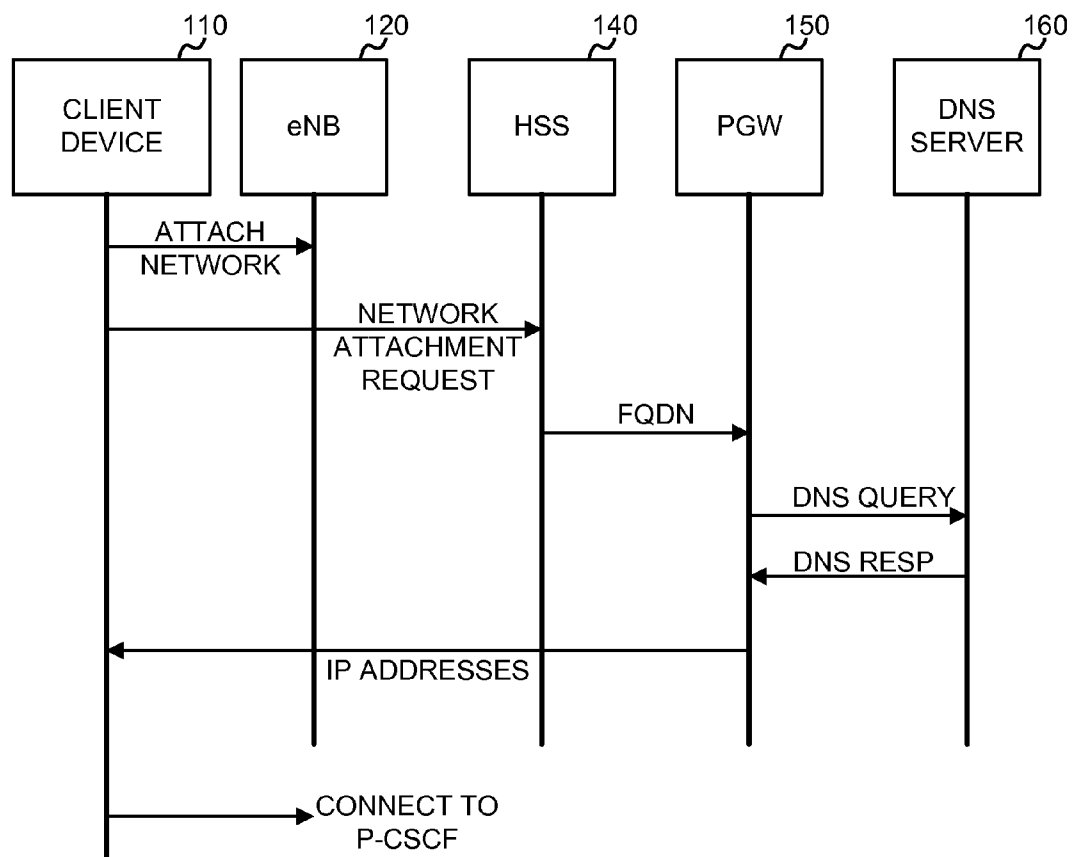 110
120
140
150
160
CLIENT
DEVICE
eNB
HSS
PGW
DNS
SERVER
ATTACH
NETWORK
NETWORK
ATTACHMENT
REQUEST
FQDN
DNS QUERY
DNS RESP
IP ADDRESSES
CONNECT TO
P-CSCF